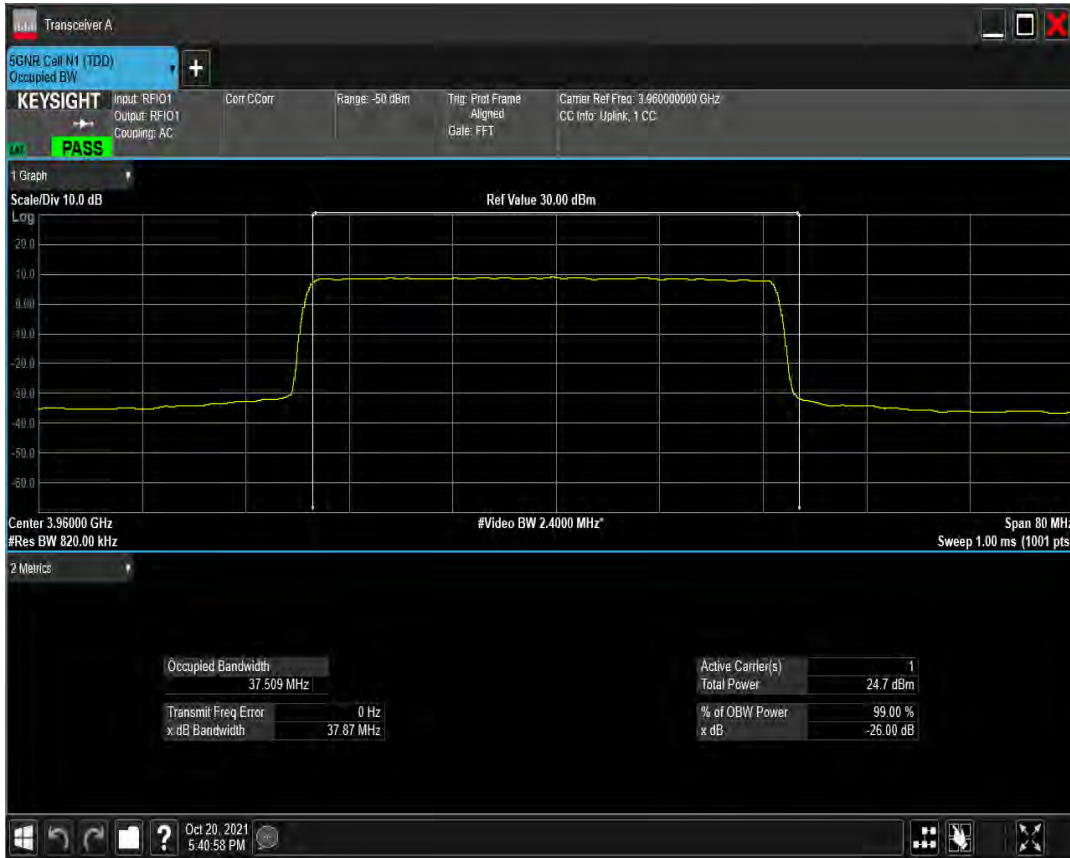 Transceiver A
5GNR Cell N1 (TDD)
Occupied BW
+
KEYSIGHT
Input: RFIO1
Output: RFIO1
Coupling: AC
Corr CCorr
Range: -50 dBm
Trig: Prot Frame
Aligned
Gate: FFT
Carrier Ref Freq: 3.960000000 GHz
CC Info: Uplink, 1 CC
PASS
1 Graph
Scale/Div 10.0 dB
Ref Value 30.00 dBm
Log
20.0
10.0
0.00
-10.0
-20.0
-30.0
-40.0
-50.0
-60.0
Center 3.96000 GHz
#Video BW 2.4000 MHz*
Span 80 MHz
#Res BW 820.00 kHz
Sweep 1.00 ms (1001 pts
2 Metrics
Occupied Bandwidth
37.509 MHz
Active Carrier(s) 1
Total Power 24.7 dBm
Transmit Freq Error 0 Hz
x dB Bandwidth 37.87 MHz
% of OBW Power 99.00 %
x dB -26.00 dB
?
Oct 20, 2021
5:40:58 PM